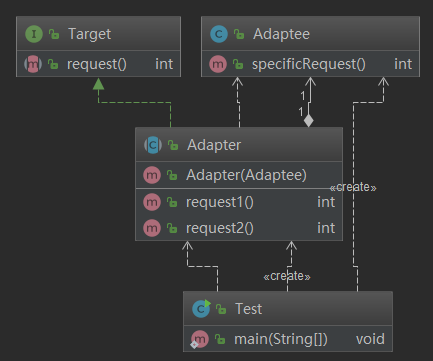 I Target
m request() int
C Adaptee
m specificRequest() int
1
1
C Adapter
m Adapter(Adaptee)
m request1() int
m request2() int
«create»
«create»
C Test
m main(String[]) void